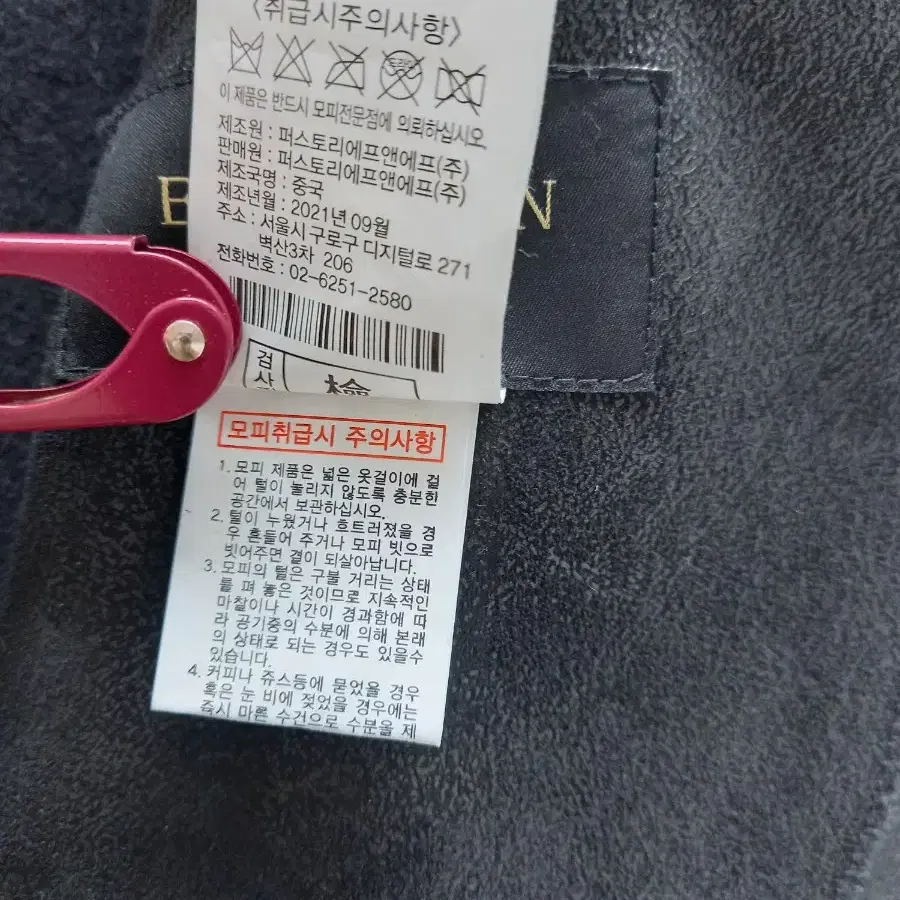 <취급시주의사항>
드라이
이 제품은 반드시 모피전문점에 의뢰하십시오
제조원 : 퍼스토리에프앤에프(주)
판매원 : 퍼스토리에프앤에프(주)
제조국명 : 중국
제조년월 : 2021년 09월
주소 : 서울시 구로구 디지털로 271
벽산3차 206
전화번호 : 02-6251-2580
E N
검사
檢
모피취급시 주의사항
1. 모피 제품은 넓은 옷걸이에 걸
어 털이 눌리지 않도록 충분한
공간에서 보관하십시오.
2. 털이 누웠거나 흐트러졌을 경
우 흔들어 주거나 모피 빗으로
빗어주면 결이 되살아납니다.
3. 모피의 털은 구불 거리는 상태
를 펴 놓은 것이므로 지속적인
마찰이나 시간이 경과함에 따
라 공기중의 수분에 의해 본래
의 상태로 되는 경우도 있을수
있습니다.
4. 커피나 쥬스등에 묻었을 경우
혹은 눈 비에 젖었을 경우에는
즉시 마른 수건으로 수분을 제